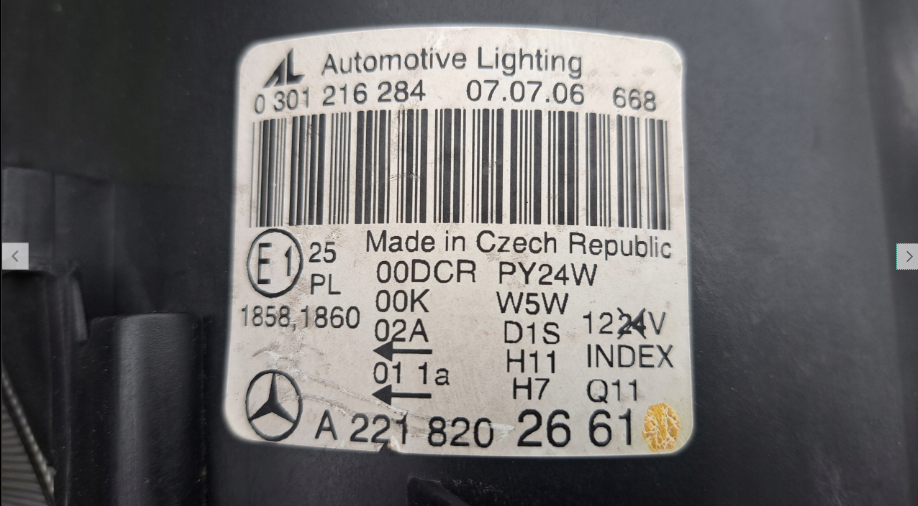 AL Automotive Lighting
0 301 216 284 07.07.06 668
Made in Czech Republic
E1 25
PL
1858,1860
00DCR PY24W
00K W5W
02A D1S 1224V
H11 INDEX
01 1a H7 Q11
A 221 820 26 61